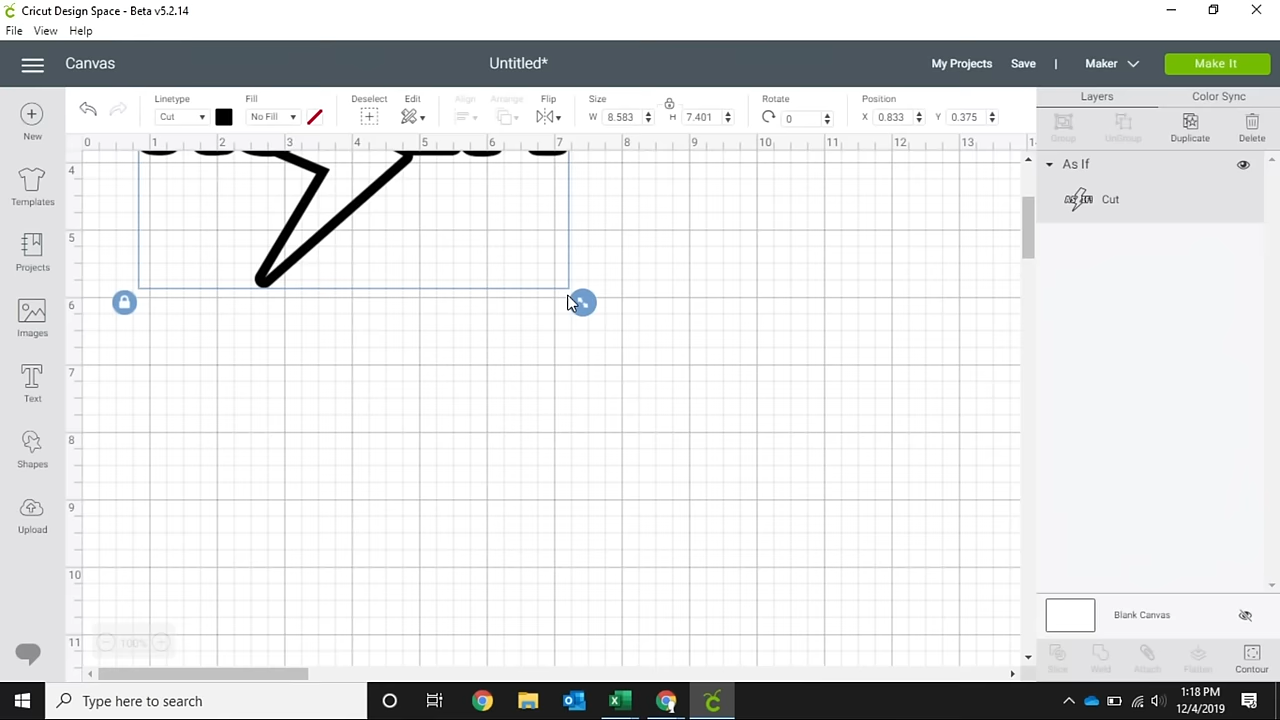 Cricut Design Space - Beta v5.2.14
File View Help
Canvas
Untitled*
My Projects Save | Maker Make It
Linetype Fill Deselect Edit Align Arrange Flip Size Rotate Position
Cut No Fill W 8.583 H 7.401 0 X 0.833 Y 0.375
Layers Color Sync
Group UnGroup Duplicate Delete
0 1 2 3 4 5 6 7 8 9 10 11 12 13 1
4
5
6
7
8
9
10
11
New
Templates
Projects
Images
Text
Shapes
Upload
As If
Cut
100%
Blank Canvas
Slice Weld Attach Flatten Contour
Type here to search
1:18 PM
12/4/2019